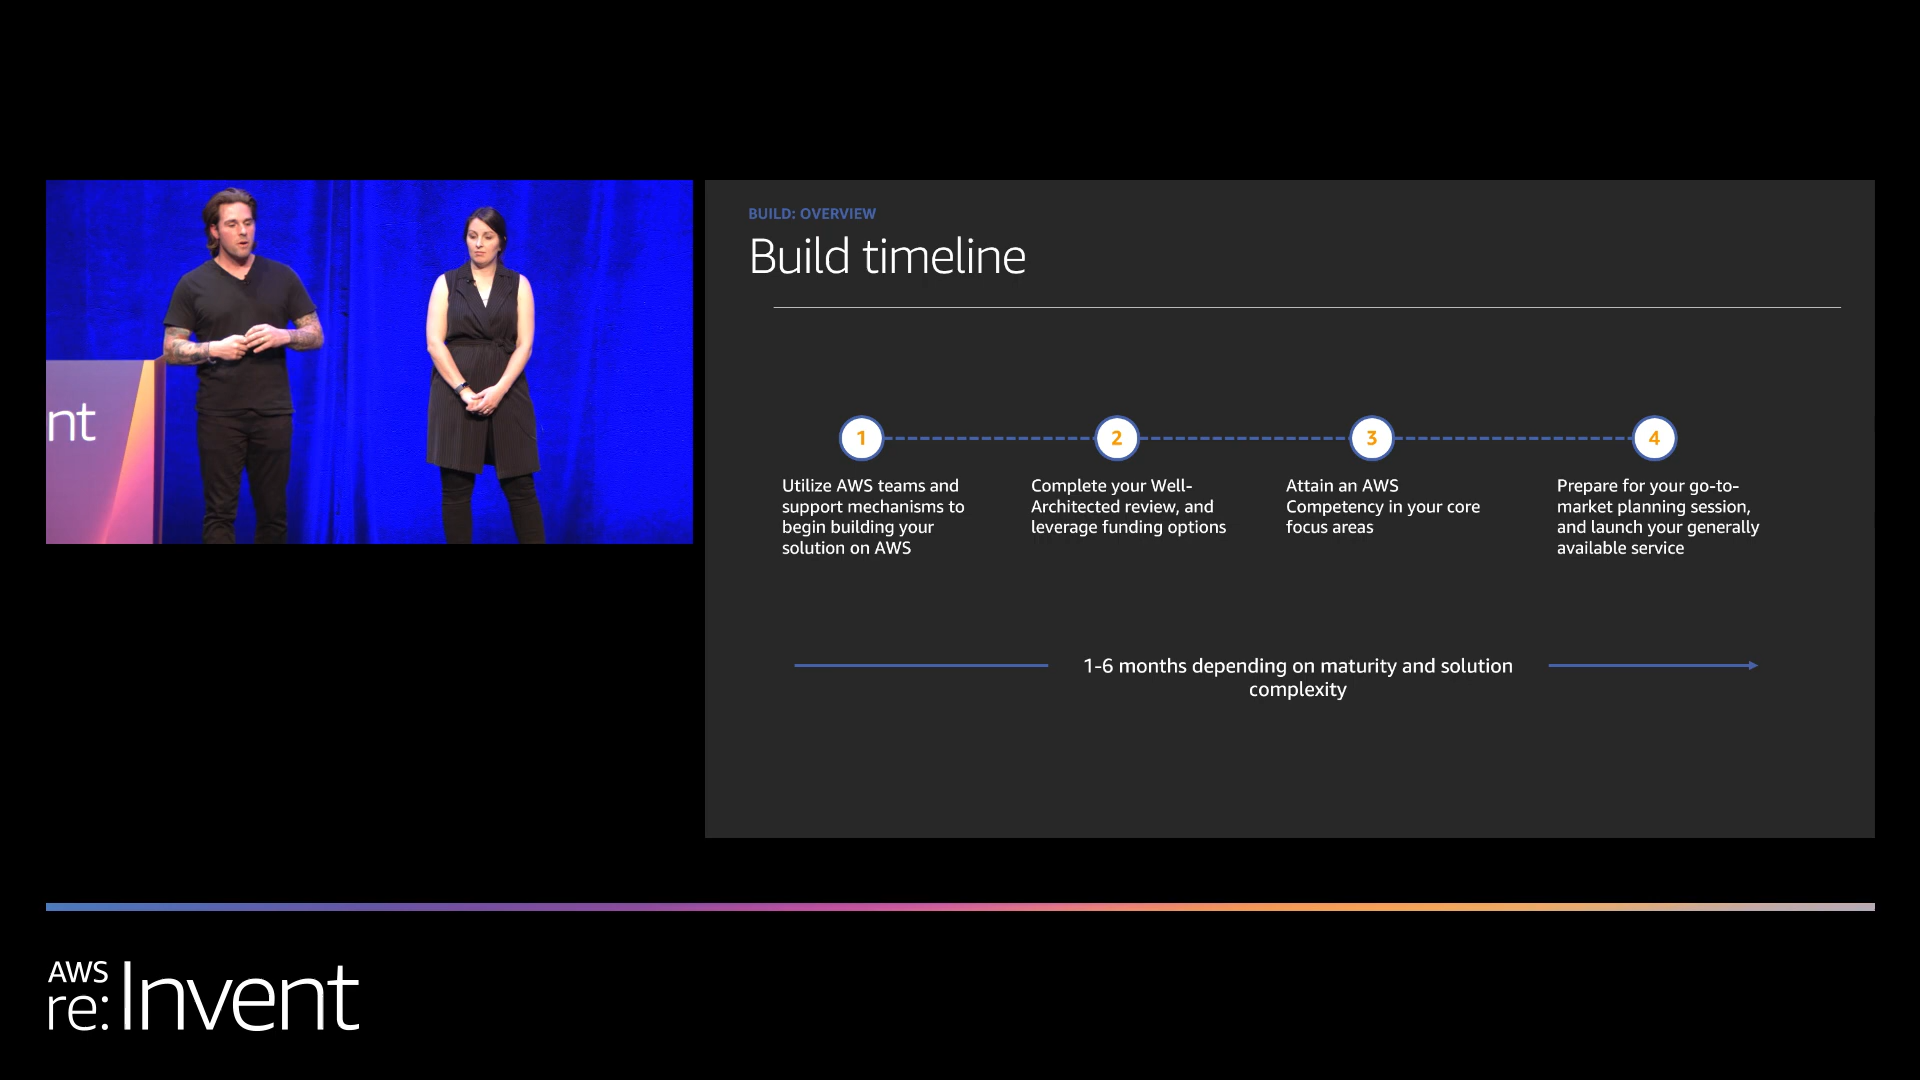 nt
BUILD: OVERVIEW
Build timeline
1
2
3
4
Utilize AWS teams and
support mechanisms to
begin building your
solution on AWS
Complete your Well-
Architected review, and
leverage funding options
Attain an AWS
Competency in your core
focus areas
Prepare for your go-to-
market planning session,
and launch your generally
available service
1-6 months depending on maturity and solution
complexity
AWS
re:Invent